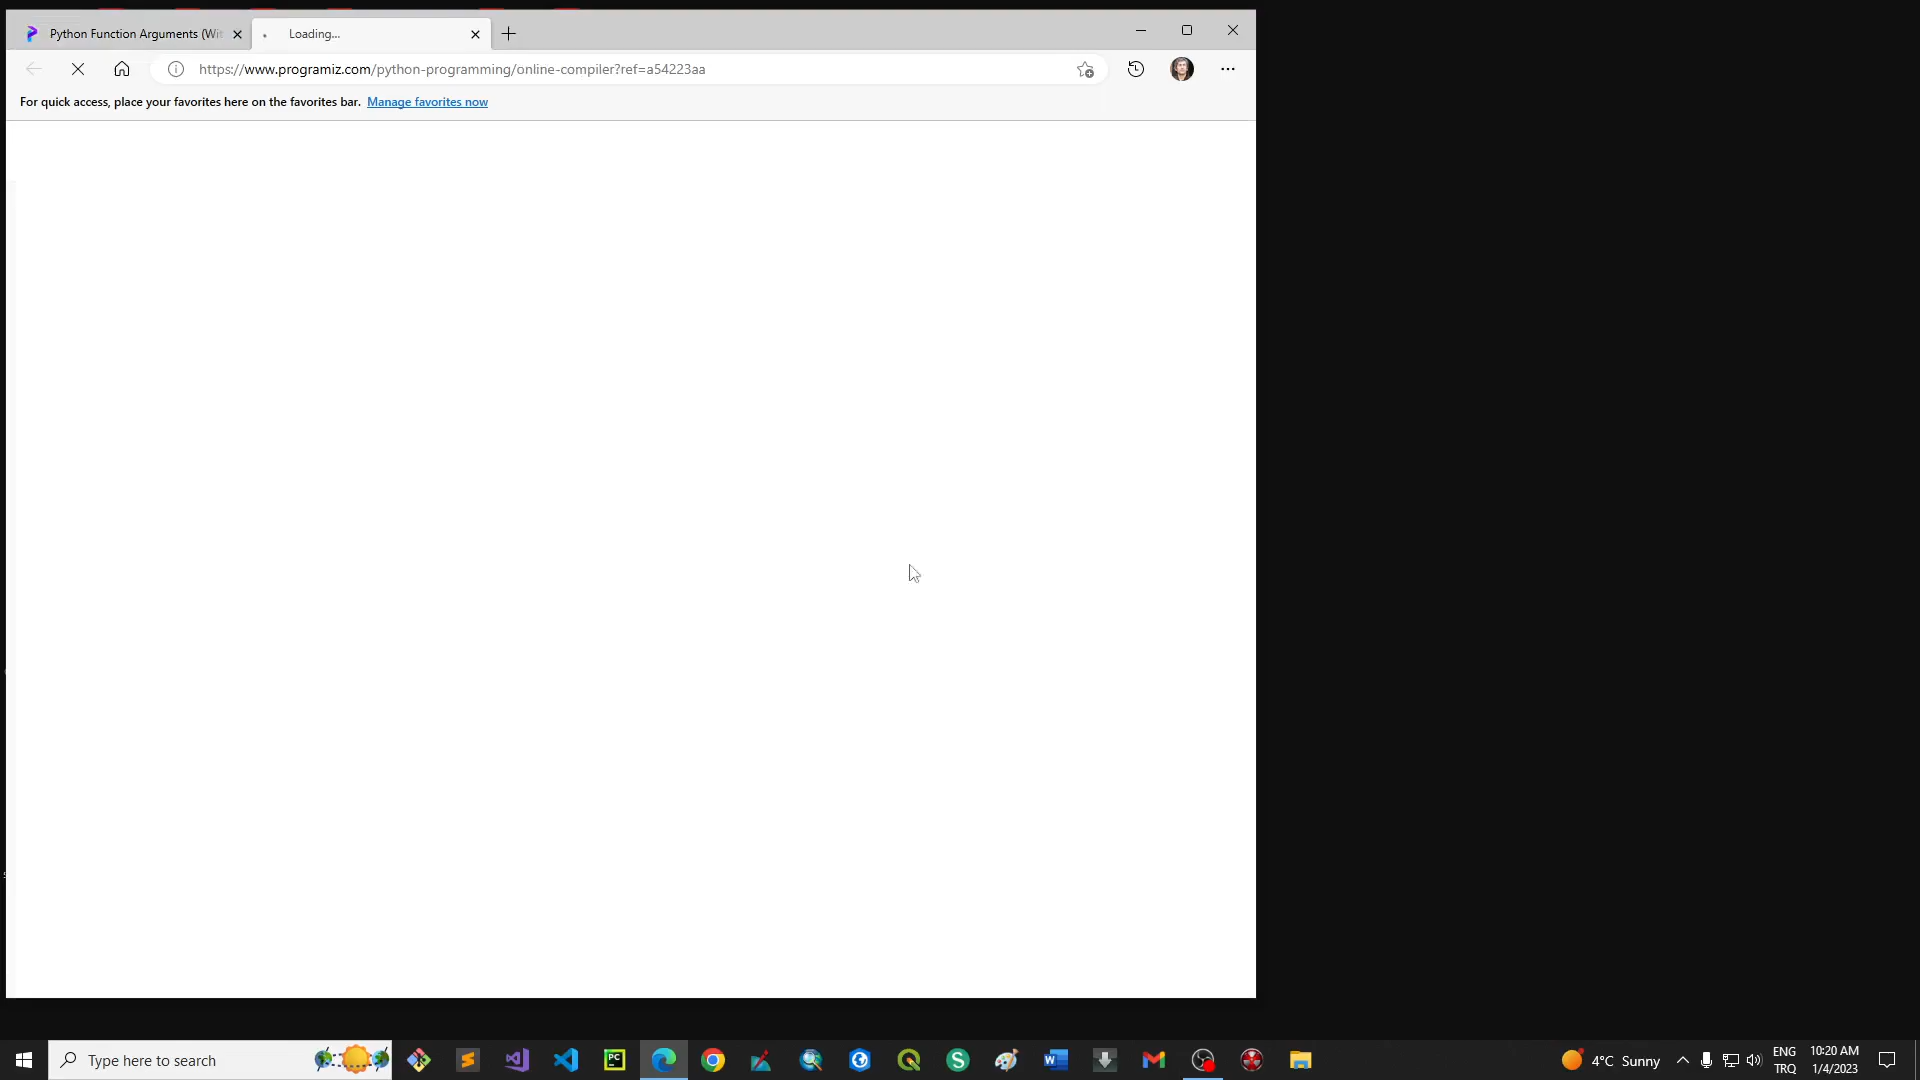 Python Function Arguments (Wit
Loading...
https://www.programiz.com/python-programming/online-compiler?ref=a54223aa
For quick access, place your favorites here on the favorites bar. Manage favorites now
Type here to search
PC
W
S
4°C Sunny
ENG
TRQ
10:20 AM
1/4/2023